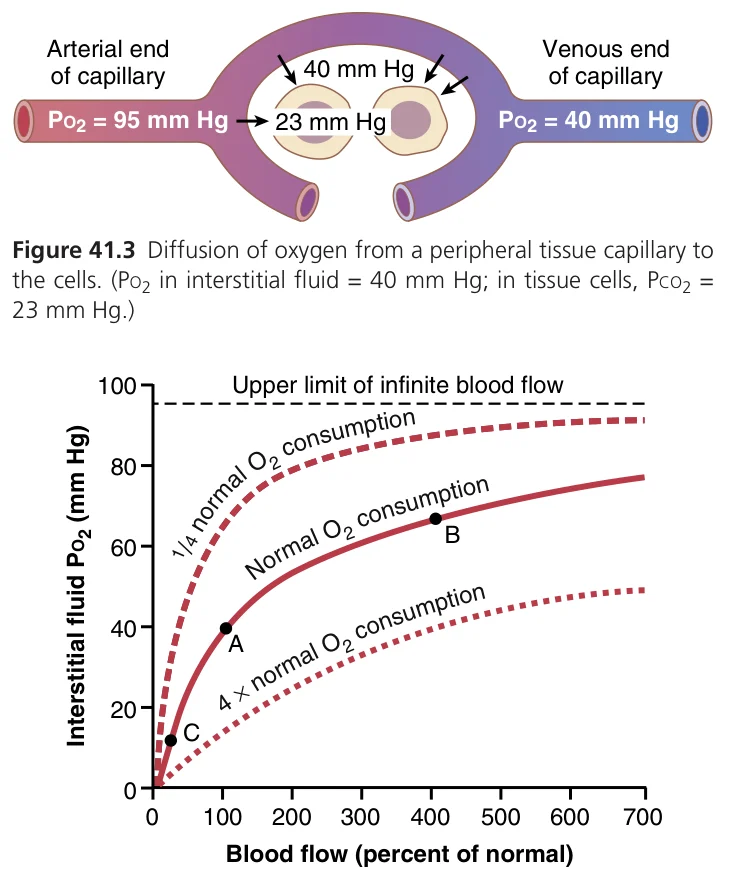 Arterial end
of capillary
40 mm Hg
Venous end
of capillary
PO₂ = 95 mm Hg
23 mm Hg
PO₂ = 40 mm Hg
Figure 41.3 Diffusion of oxygen from a peripheral tissue capillary to
the cells. (PO₂ in interstitial fluid = 40 mm Hg; in tissue cells, PCO₂ =
23 mm Hg.)
Upper limit of infinite blood flow
1/4 normal O₂ consumption
Normal O₂ consumption
4 × normal O₂ consumption
A
B
C
Interstitial fluid PO₂ (mm Hg)
100
80
60
40
20
0
0 100 200 300 400 500 600 700
Blood flow (percent of normal)